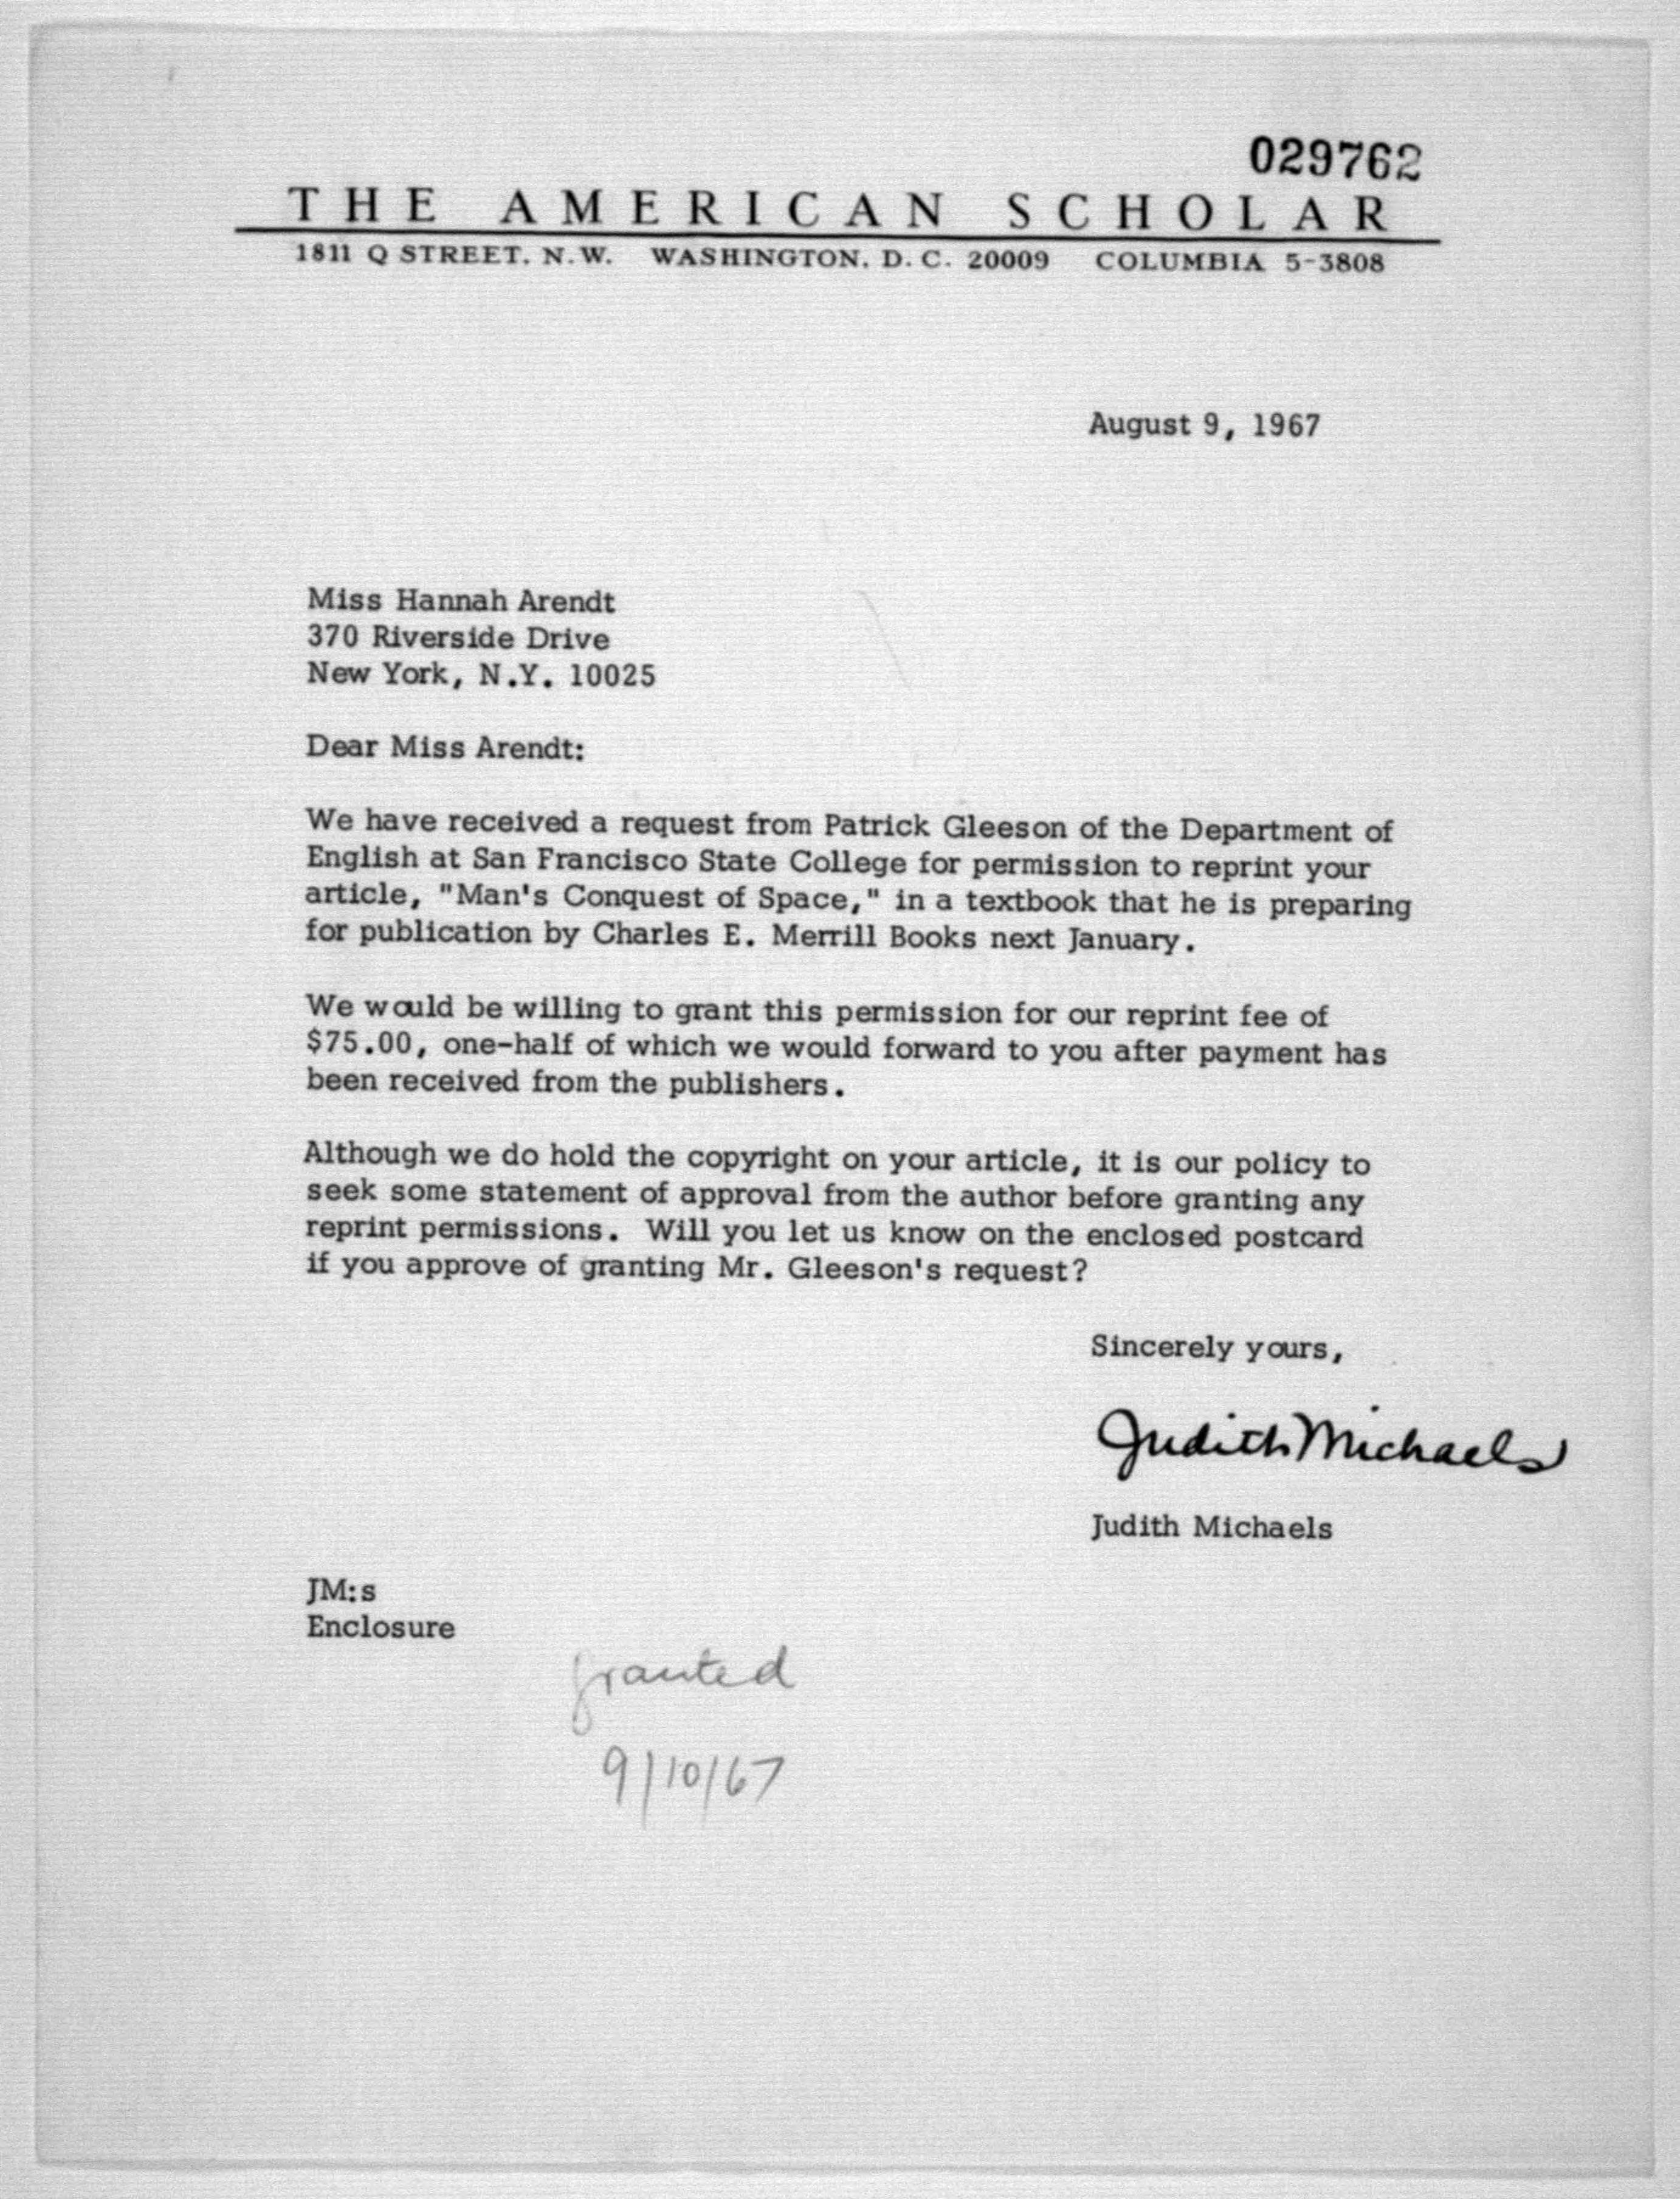 029762
THE AMERICAN SCHOLAR
1811 Q STREET, N.W. WASHINGTON, D.C. 20009 COLUMBIA 5-3808
August 9, 1967
Miss Hannah Arendt
370 Riverside Drive
New York, N.Y. 10025
Dear Miss Arendt:
We have received a request from Patrick Gleeson of the Department of
English at San Francisco State College for permission to reprint your
article, "Man's Conquest of Space," in a textbook that he is preparing
for publication by Charles E. Merrill Books next January.
We would be willing to grant this permission for our reprint fee of
$75.00, one-half of which we would forward to you after payment has
been received from the publishers.
Although we do hold the copyright on your article, it is our policy to
seek some statement of approval from the author before granting any
reprint permissions. Will you let us know on the enclosed postcard
if you approve of granting Mr. Gleeson's request?
Sincerely yours,
Judith Michaels
Judith Michaels
JM:s
Enclosure
granted
9/10/67